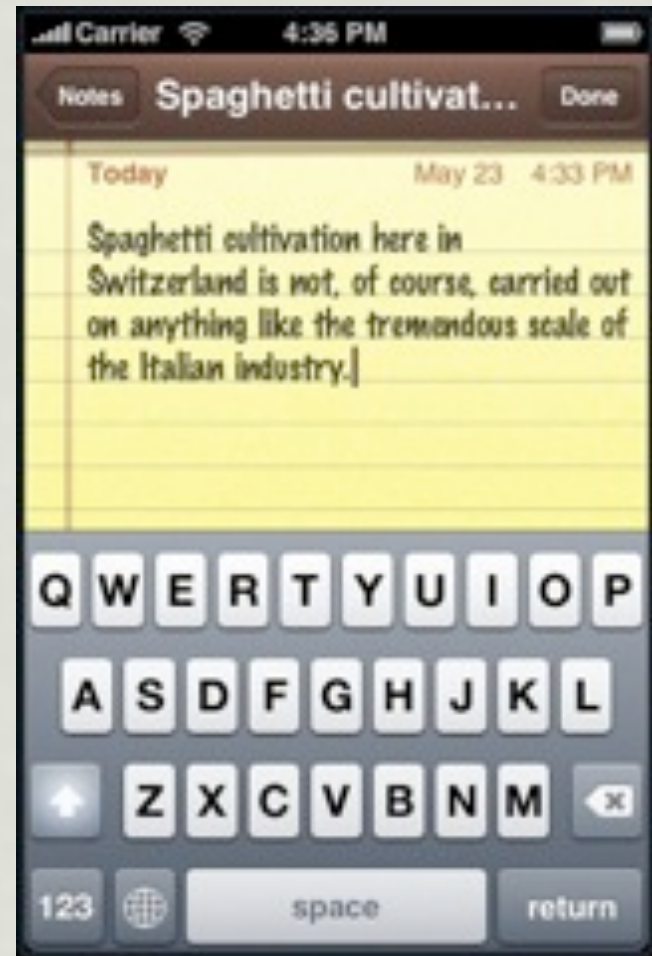 Carrier 4:36 PM
Notes Spaghetti cultivat... Done
Today May 23 4:33 PM
Spaghetti cultivation here in
Switzerland is not, of course, carried out
on anything like the tremendous scale of
the Italian industry.
Q W E R T Y U I O P
A S D F G H J K L
Z X C V B N M
123 space return